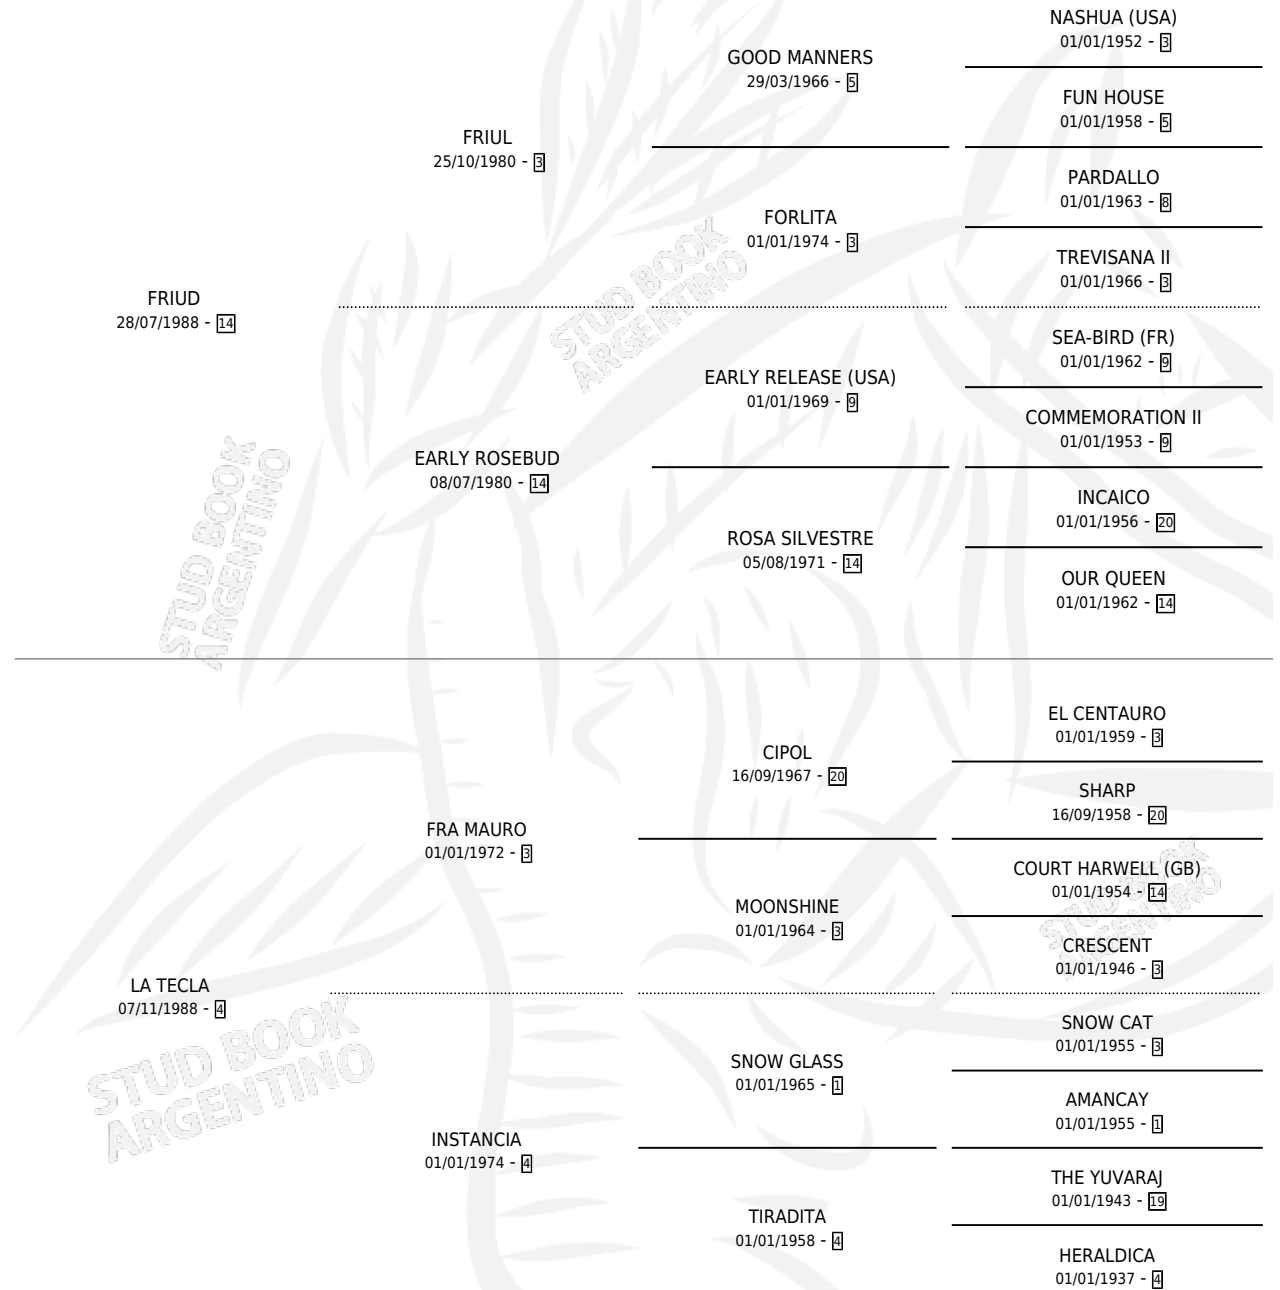 NASHUA (USA)
01/01/1952 - 3
GOOD MANNERS
29/03/1966 - 5
FUN HOUSE
01/01/1958 - 5
FRIUL
25/10/1980 - 3
PARDALLO
01/01/1963 - 8
FORLITA
01/01/1974 - 3
TREVISANA II
01/01/1966 - 3
FRIUD
28/07/1988 - 14
SEA-BIRD (FR)
01/01/1962 - 9
EARLY RELEASE (USA)
01/01/1969 - 9
COMMEMORATION II
01/01/1953 - 9
EARLY ROSEBUD
08/07/1980 - 14
INCAICO
01/01/1956 - 20
ROSA SILVESTRE
05/08/1971 - 14
OUR QUEEN
01/01/1962 - 14
EL CENTAURO
01/01/1959 - 3
CIPOL
16/09/1967 - 20
SHARP
16/09/1958 - 20
FRA MAURO
01/01/1972 - 3
COURT HARWELL (GB)
01/01/1954 - 14
MOONSHINE
01/01/1964 - 3
CRESCENT
01/01/1946 - 3
LA TECLA
07/11/1988 - 4
SNOW CAT
01/01/1955 - 3
SNOW GLASS
01/01/1965 - 1
AMANCAY
01/01/1955 - 1
INSTANCIA
01/01/1974 - 4
THE YUVARAJ
01/01/1943 - 19
TIRADITA
01/01/1958 - 4
HERALDICA
01/01/1937 - 4
STUD BOOK
ARGENTINO
STUD BOOK
ARGENTINO
STUD BOOK
ARGENTINO
STUD BOOK
ARGENTINO